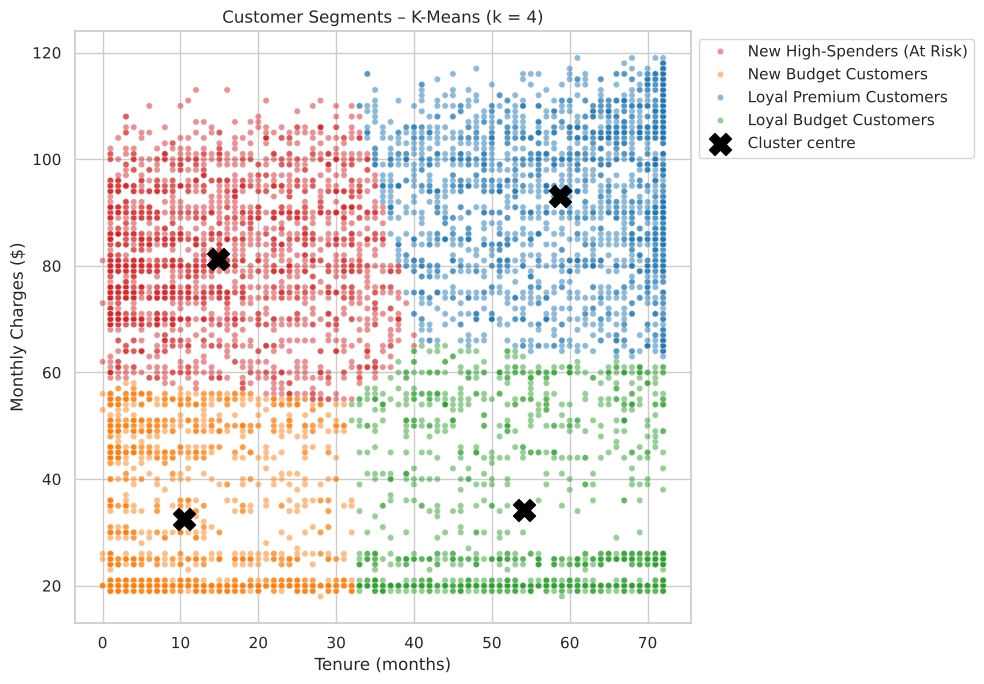 Customer Segments – K-Means (k = 4)
New High-Spenders (At Risk)
New Budget Customers
Loyal Premium Customers
Loyal Budget Customers
Cluster centre
Monthly Charges ($)
120
100
80
60
40
20
0 10 20 30 40 50 60 70
Tenure (months)